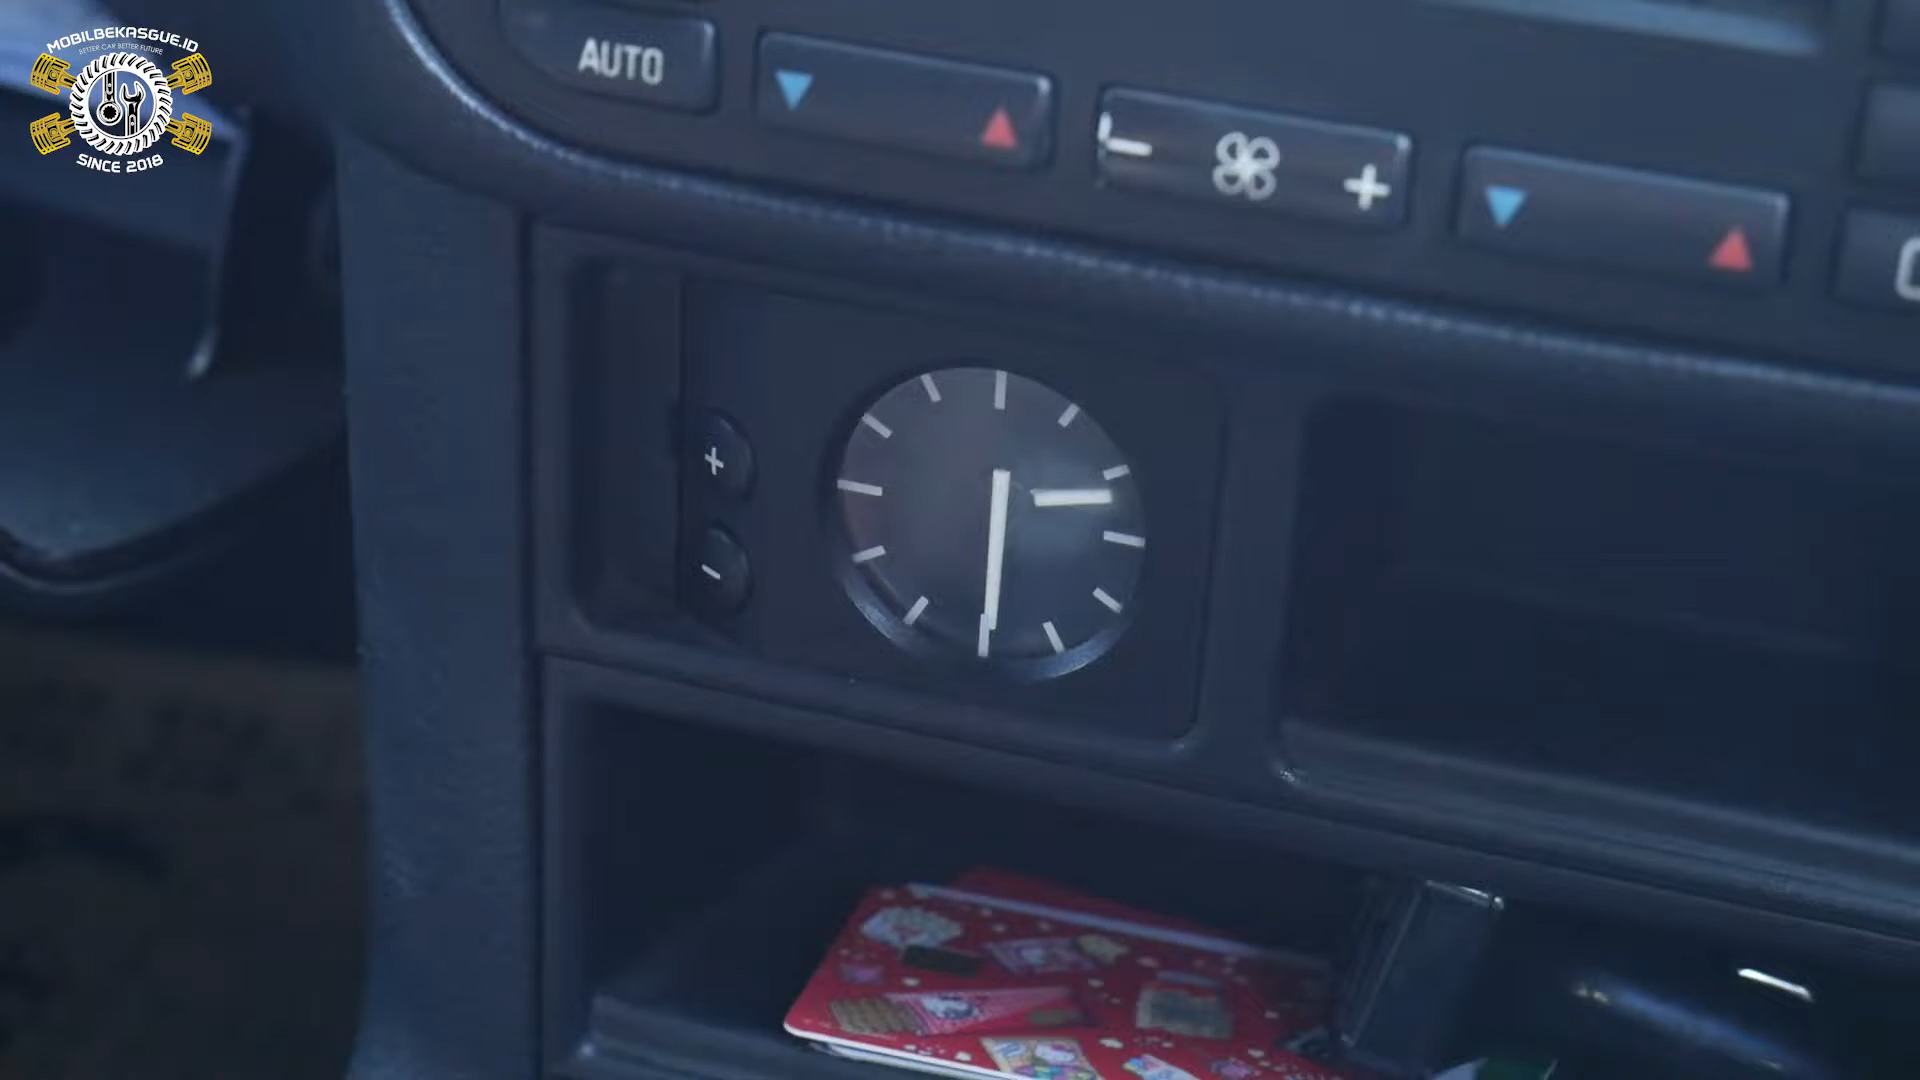 MOBILBEKASGUE.ID
BETTER CAR BETTER FUTURE
SINCE 2018
AUTO
- +
+
-